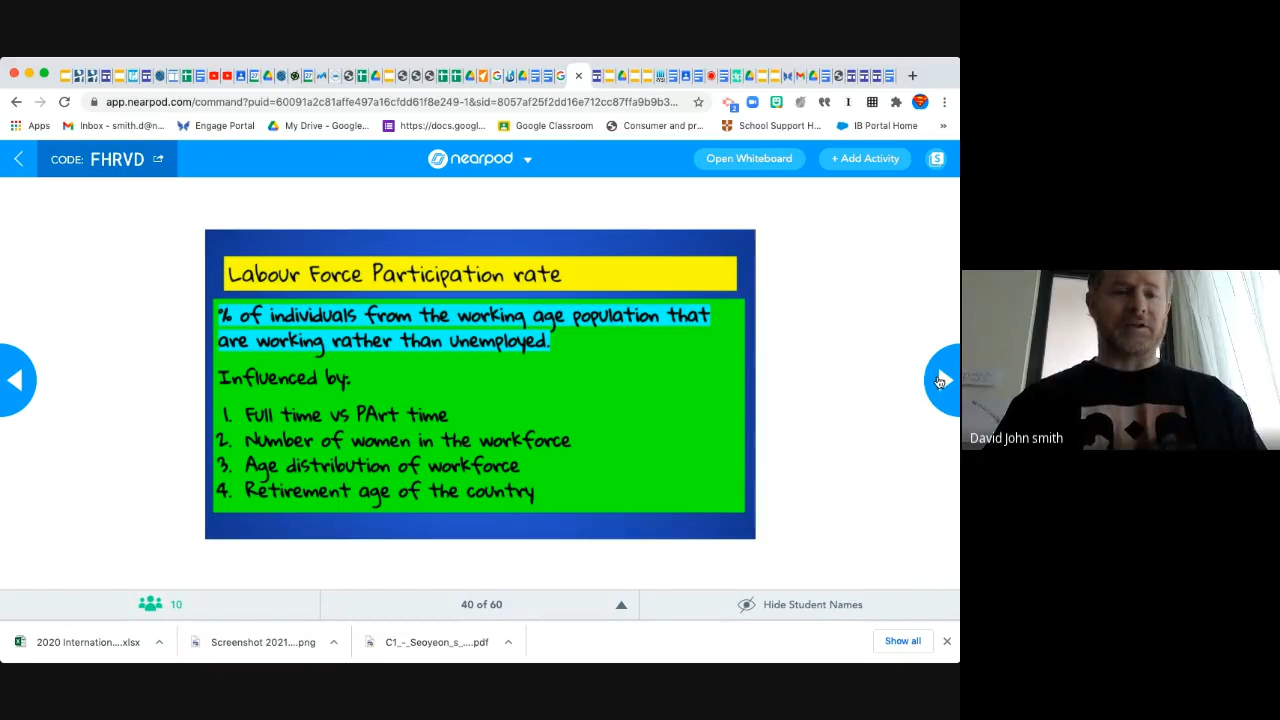 app.nearpod.com/command?puid=60091a2c81affe497a16cfdd61f8e249-1&sid=8057af25f2dd16e712cc87ffa9b9b3...
Apps
Inbox - smith.d@n...
Engage Portal
My Drive - Google...
https://docs.googl...
Google Classroom
Consumer and pr...
School Support H...
IB Portal Home
»
CODE: FHRVD
nearpod
Open Whiteboard
+ Add Activity
S
Labour Force Participation rate
% of individuals from the working age population that
are working rather than unemployed.
Influenced by:
1. Full time vs PArt time
2. Number of women in the workforce
3. Age distribution of workforce
4. Retirement age of the country
David John smith
10
40 of 60
Hide Student Names
2020 Internation....xlsx
Screenshot 2021....png
C1_-_Seoyeon_s_....pdf
Show all